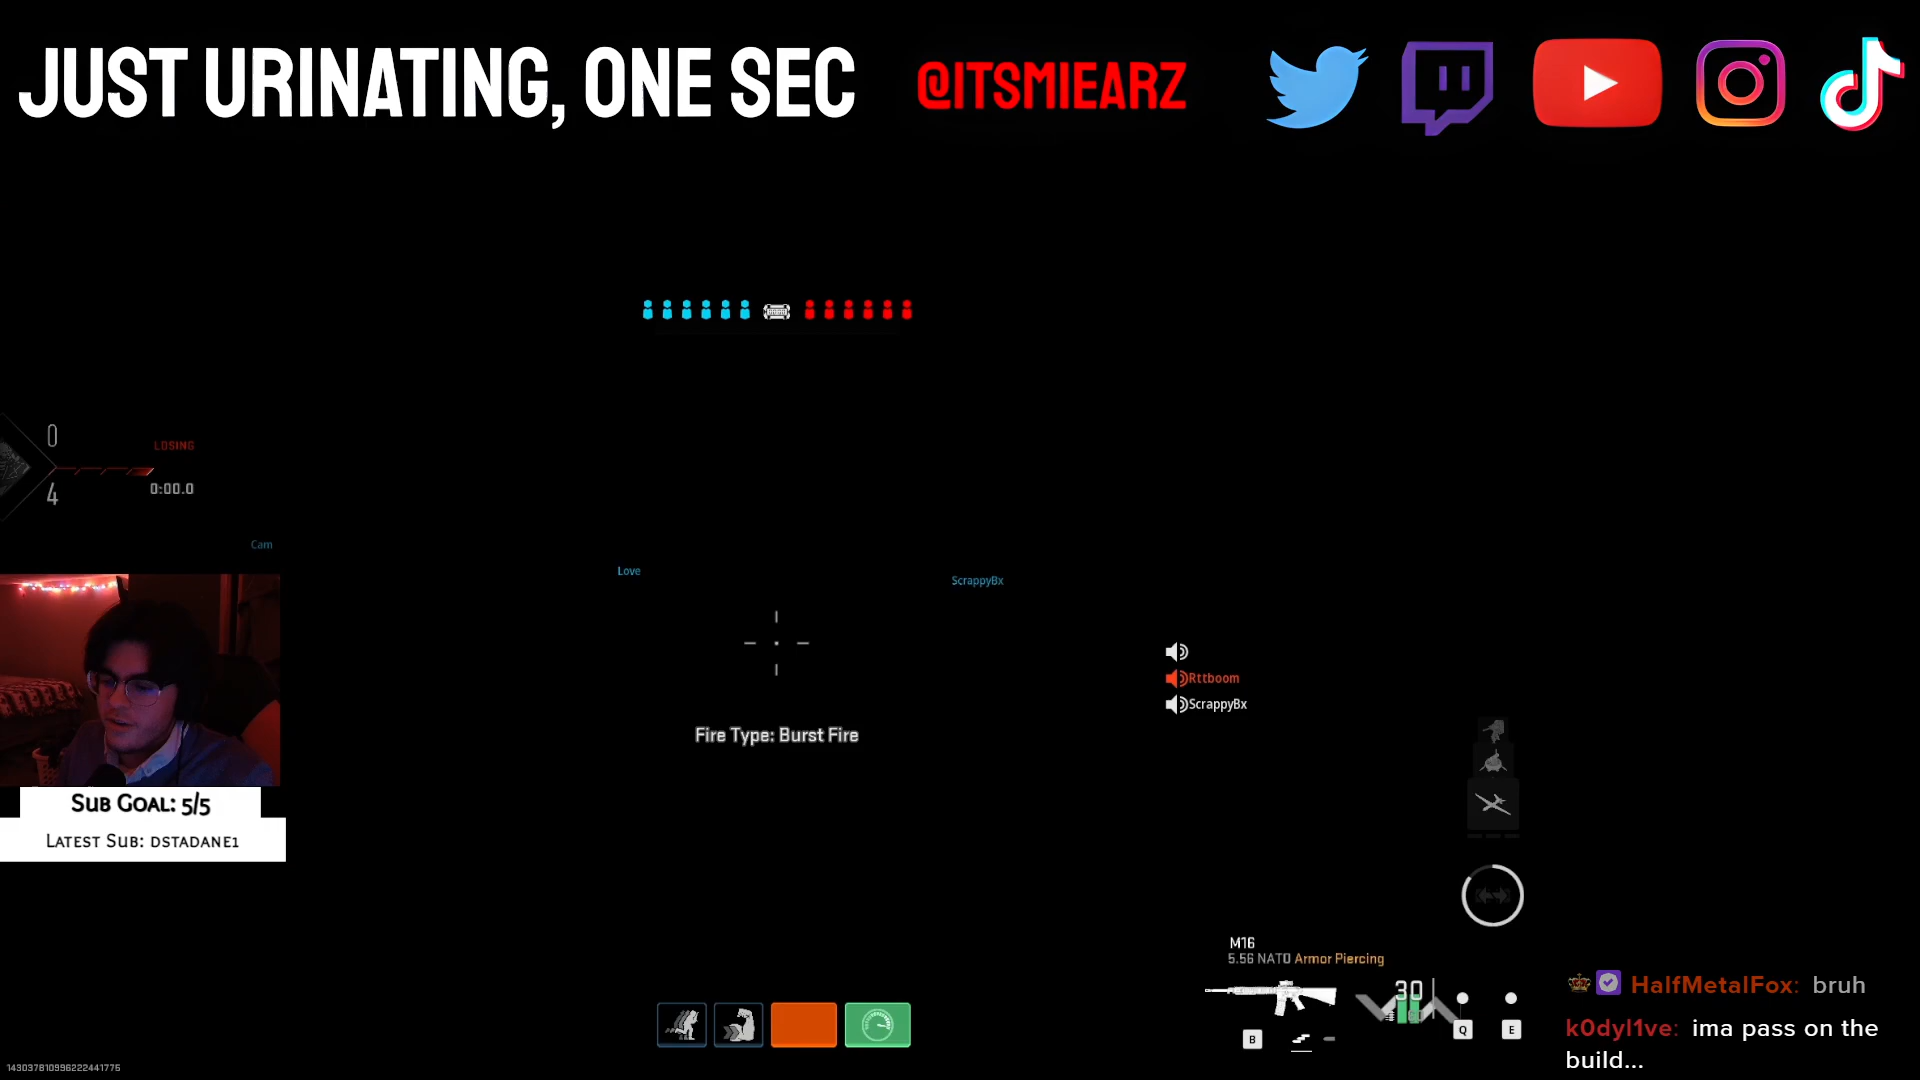 JUST URINATING, ONE SEC
@ITSMIEARZ
0
LOSING
4
0:00.0
Cam
Love
ScrappyBx
Rttboom
ScrappyBx
Fire Type: Burst Fire
SUB GOAL: 5/5
LATEST SUB: DSTADANE1
M16
5.56 NATO Armor Piercing
30
B
Q
E
HalfMetalFox: bruh
k0dyl1ve: ima pass on the
build...
143037810996222441775